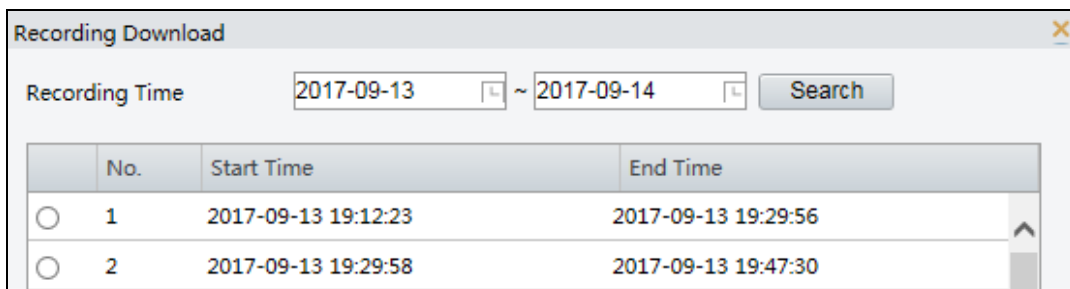 Recording Download
Recording Time 2017-09-13 ~ 2017-09-14 Search
No. Start Time End Time
1 2017-09-13 19:12:23 2017-09-13 19:29:56
2 2017-09-13 19:29:58 2017-09-13 19:47:30